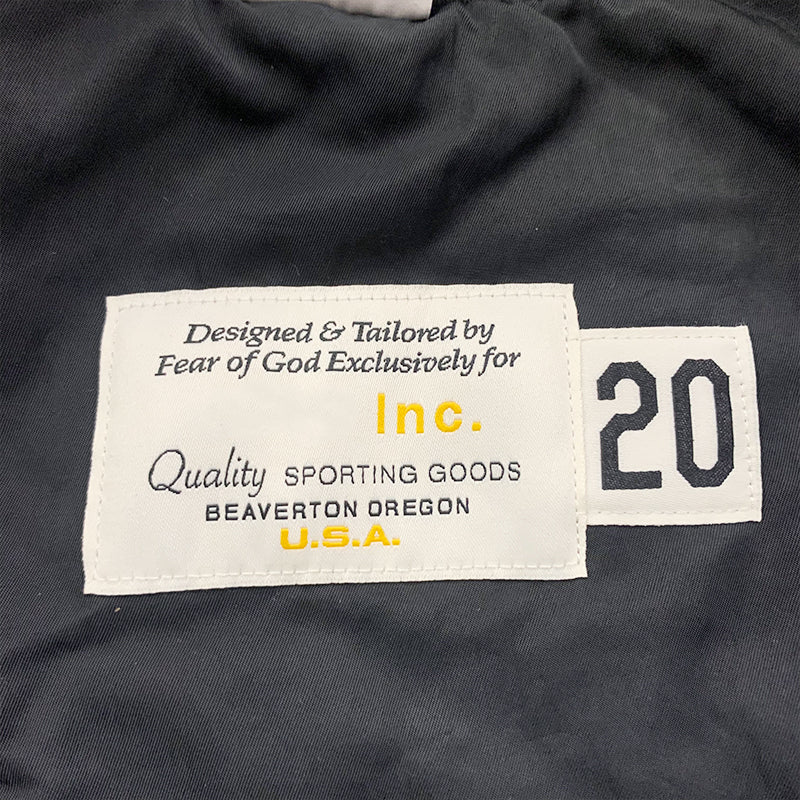 Designed & Tailored by
Fear of God Exclusively for
Inc.
Quality SPORTING GOODS
BEAVERTON OREGON
U.S.A.
20